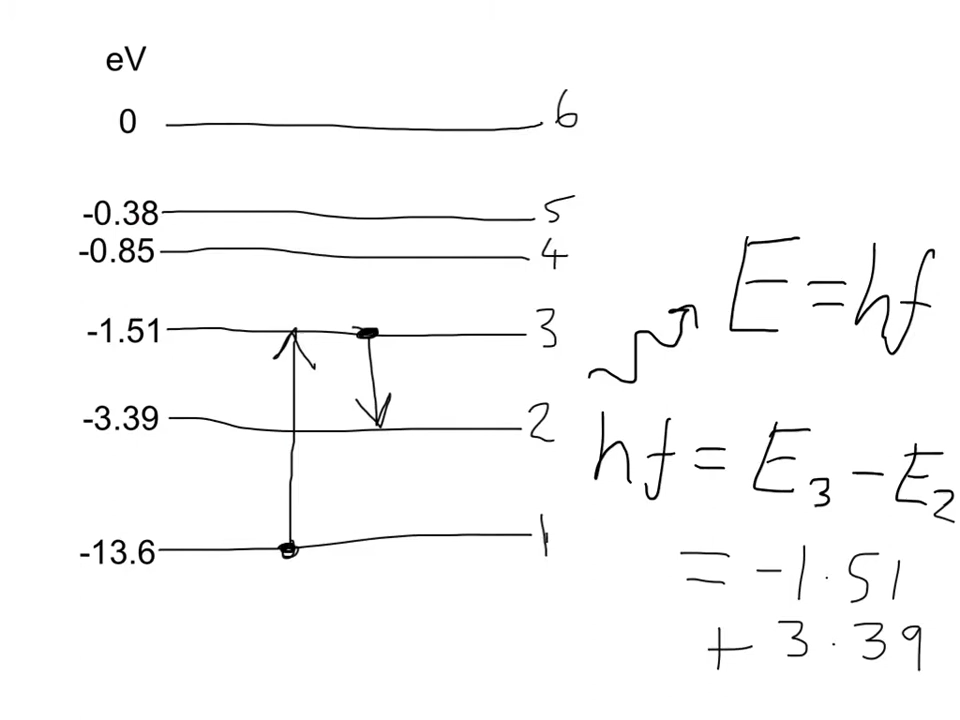 eV
0 6
-0.38 5
-0.85 4
-1.51 3
-3.39 2
-13.6 1
E = hf
hf = E₃ - E₂
= -1.51
+ 3.39